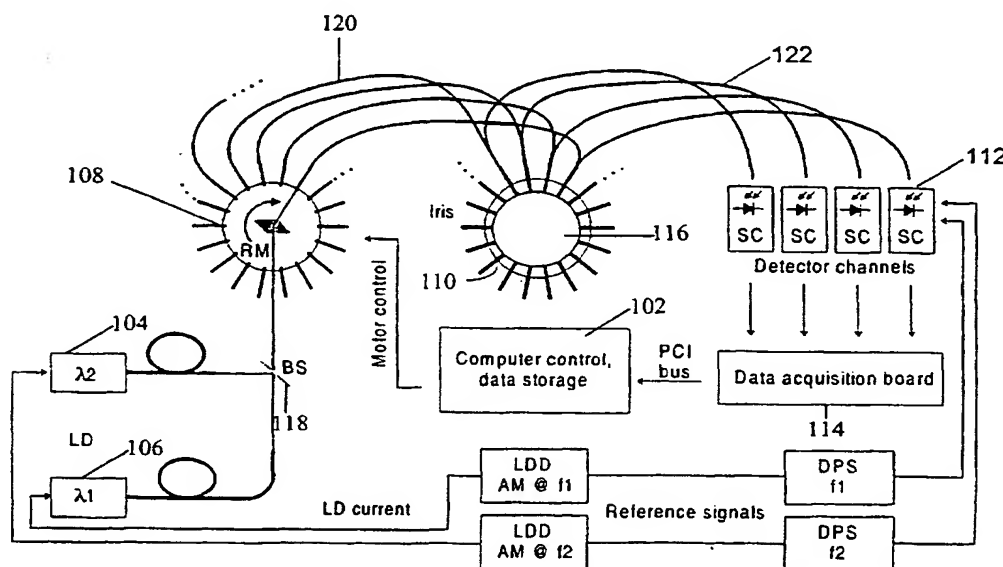 120
122
112
108
Iris
RM
116
110
SC
SC
SC
SC
Detector channels
Motor control
102
104
λ2
BS
118
Computer control,
data storage
PCI
bus
Data acquisition board
114
LD
106
λ1
LD current
LDD
AM @ f1
Reference signals
DPS
f1
LDD
AM @ f2
DPS
f2